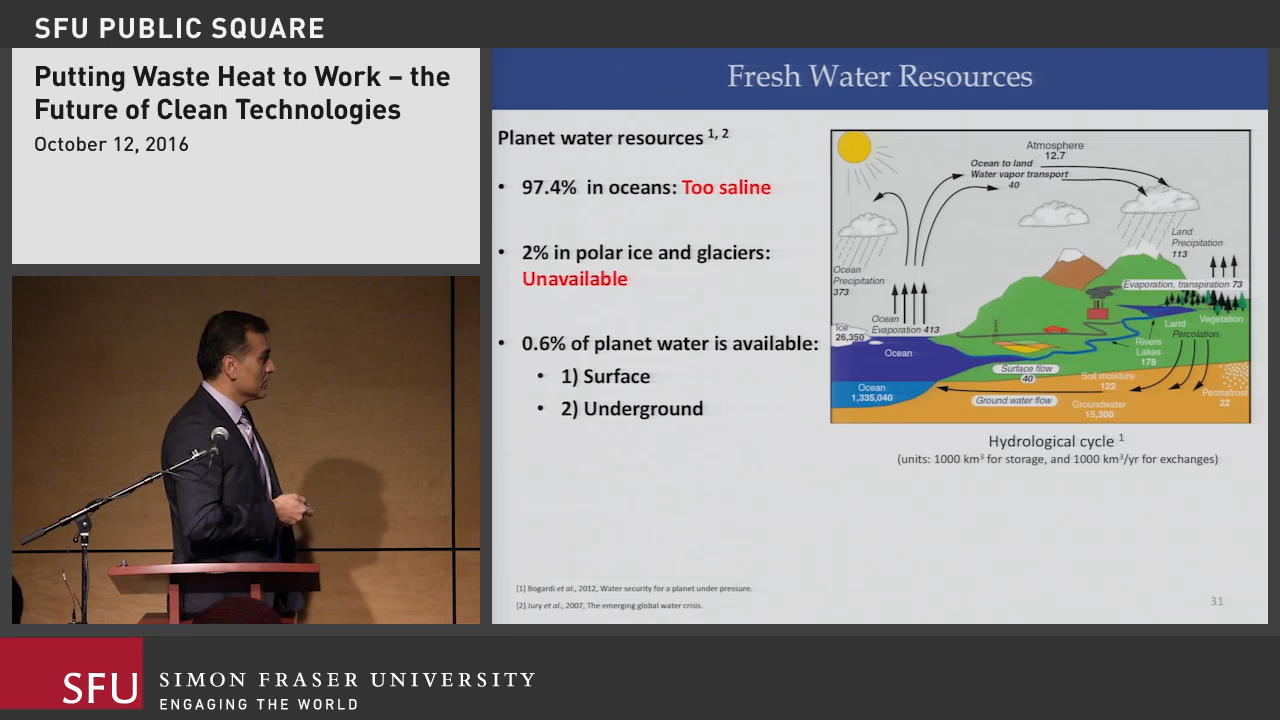 SFU PUBLIC SQUARE
Putting Waste Heat to Work – the
Future of Clean Technologies
October 12, 2016
Fresh Water Resources
Planet water resources 1, 2
• 97.4% in oceans: Too saline
• 2% in polar ice and glaciers:
Unavailable
• 0.6% of planet water is available:
• 1) Surface
• 2) Underground
Atmosphere
12.7
Ocean to land
Water vapor transport
40
Land
Precipitation
113
Ocean
Precipitation
373
Evaporation, transpiration 73
Ocean
Evaporation 413
Ice
26,350
Vegetation
Land
Percolation
Rivers
Lakes
178
Ocean
Surface flow
40
Soil moisture
122
Ocean
1,335,040
Permafrost
22
Ground water flow
Groundwater
15,300
Hydrological cycle 1
(units: 1000 km³ for storage, and 1000 km³/yr for exchanges)
[1] Bogardi et al., 2012, Water security for a planet under pressure.
[2] Jury et al., 2007, The emerging global water crisis.
31
SFU
SIMON FRASER UNIVERSITY
ENGAGING THE WORLD